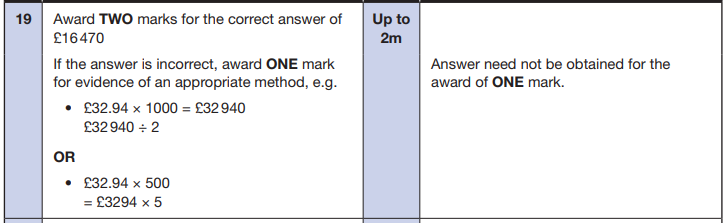 19
Award TWO marks for the correct answer of
£16 470
If the answer is incorrect, award ONE mark
for evidence of an appropriate method, e.g.
• £32.94 × 1000 = £32 940
£32 940 ÷ 2
OR
• £32.94 × 500
= £3294 × 5
Up to
2m
Answer need not be obtained for the
award of ONE mark.